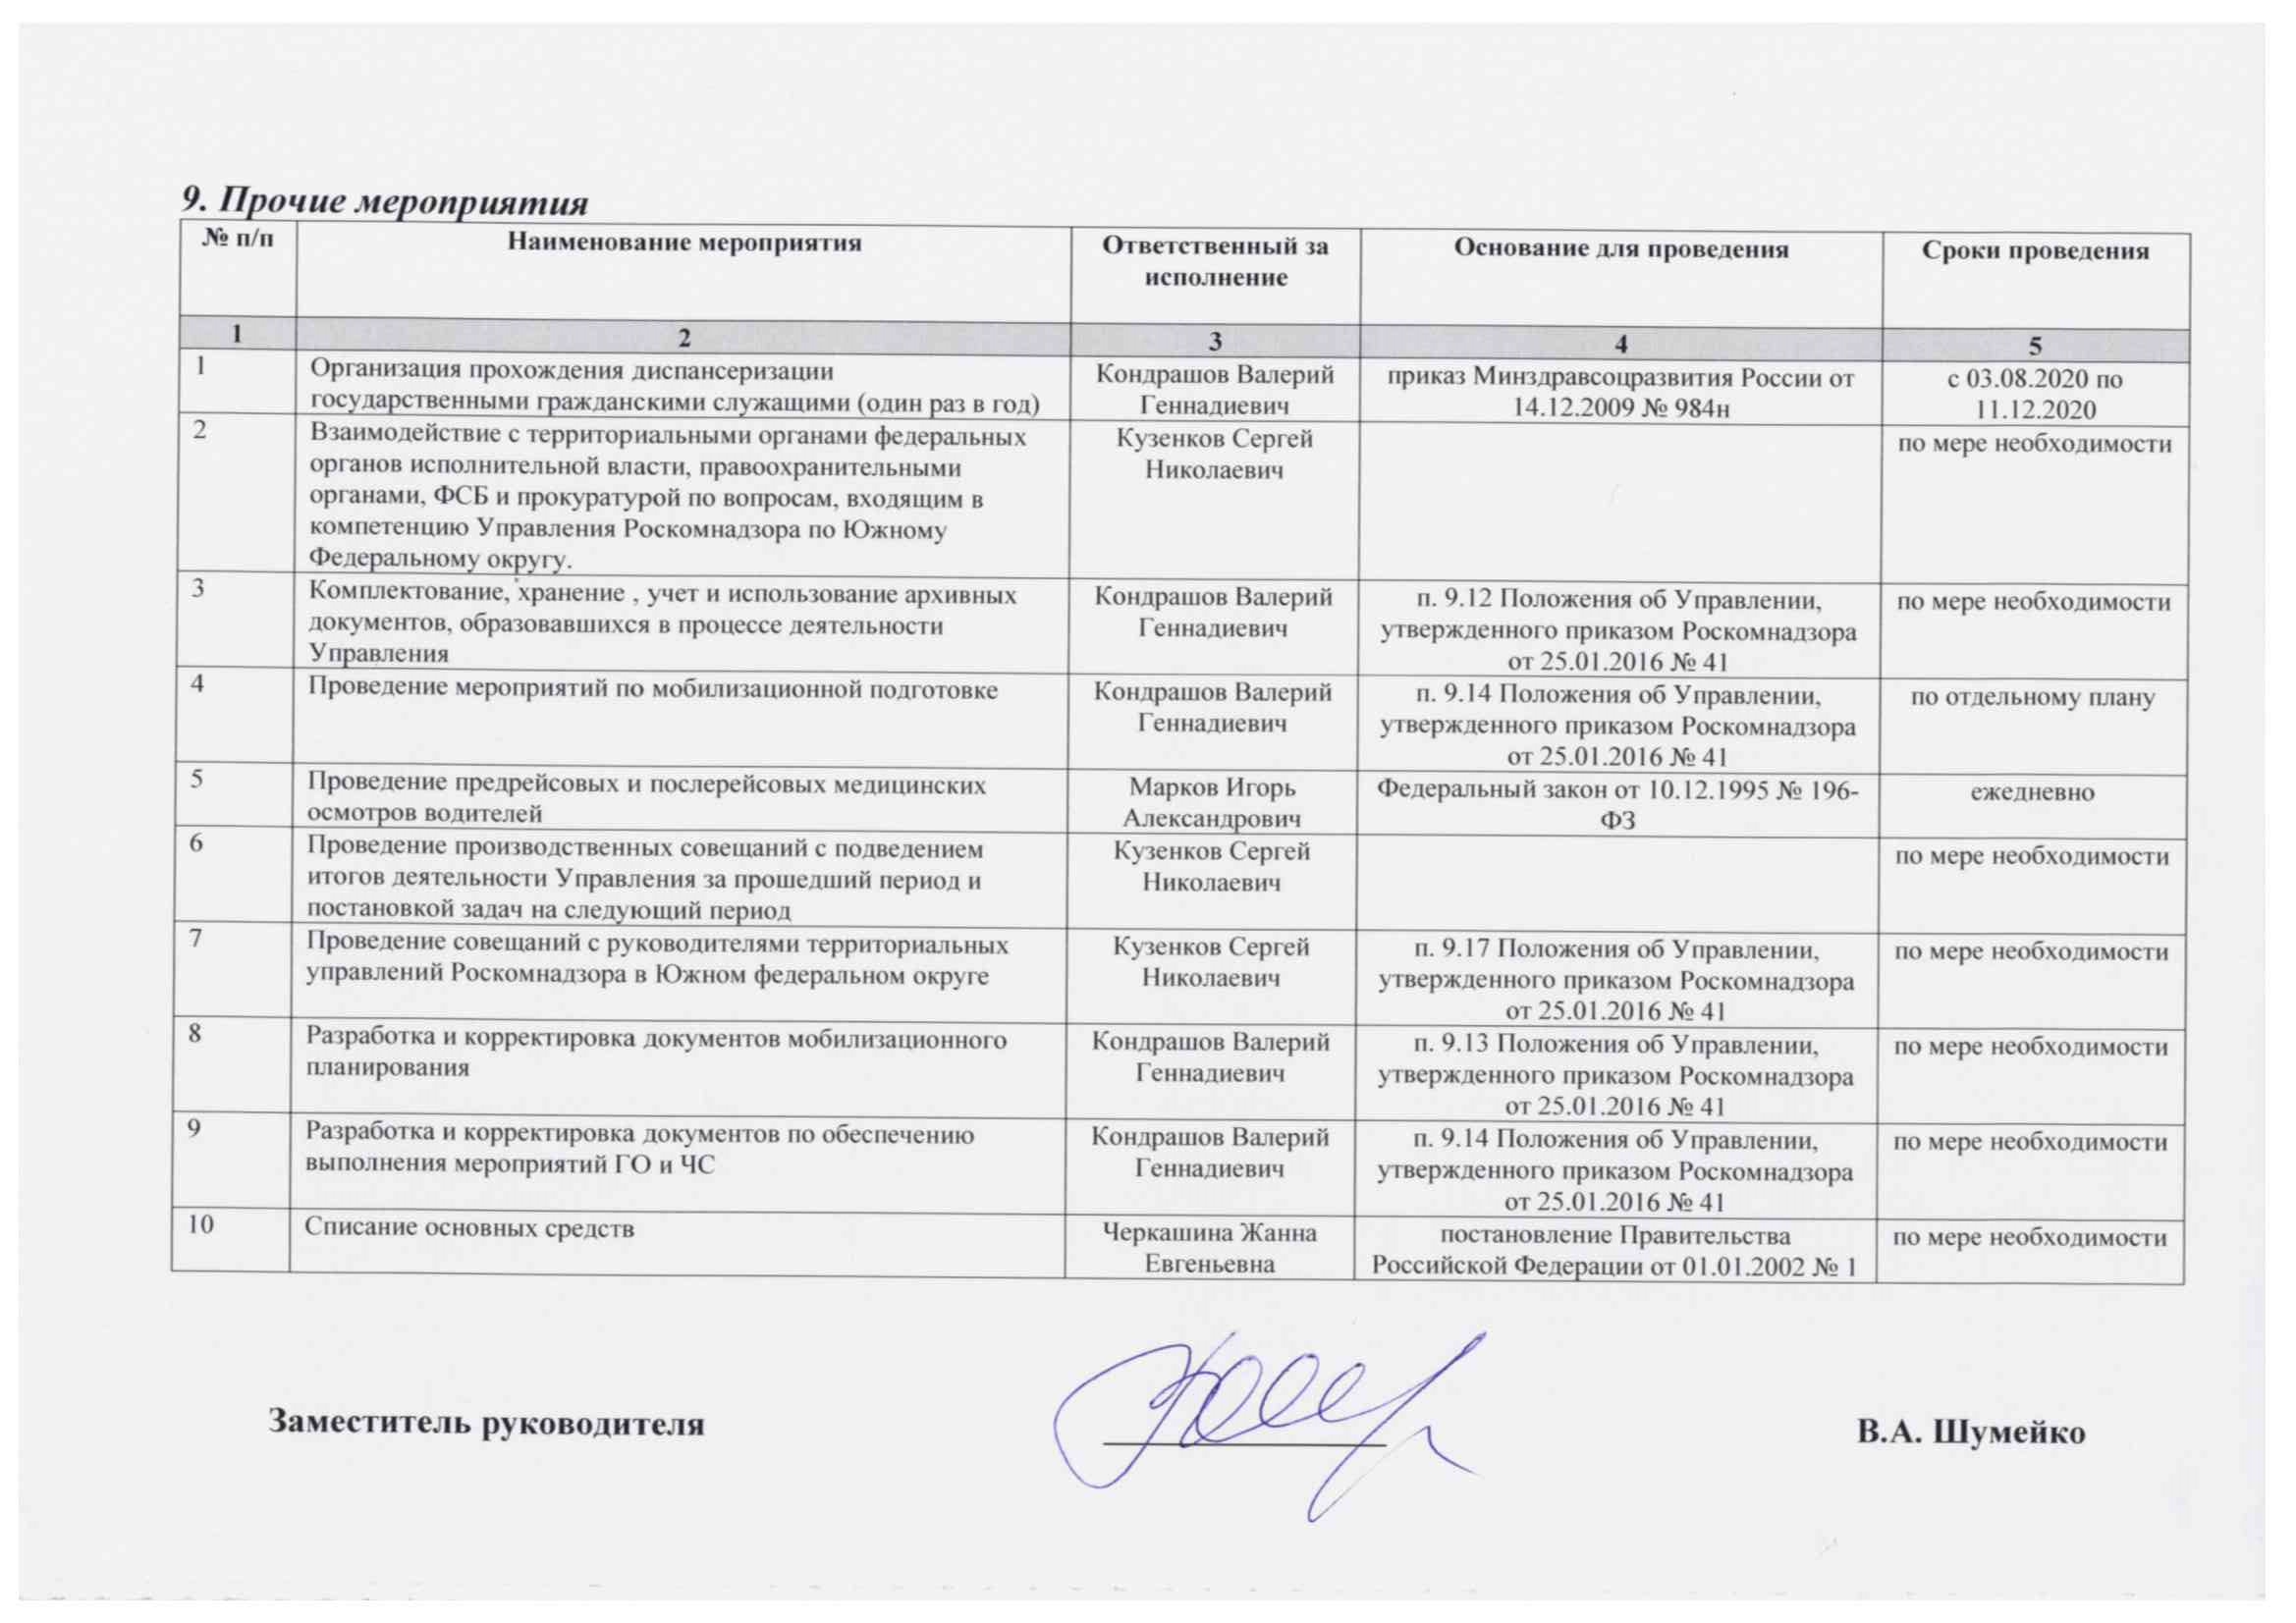 9. Прочие мероприятия
№ п/п
Наименование мероприятия
Ответственный за
исполнение
Основание для проведения
Сроки проведения
1
2
3
4
5
1
Организация прохождения диспансеризации
государственными гражданскими служащими (один раз в год)
Кондрашов Валерий
Геннадиевич
приказ Минздравсоцразвития России от
14.12.2009 № 984н
с 03.08.2020 по
11.12.2020
2
Взаимодействие с территориальными органами федеральных
органов исполнительной власти, правоохранительными
органами, ФСБ и прокуратурой по вопросам, входящим в
компетенцию Управления Роскомнадзора по Южному
Федеральному округу.
Кузенков Сергей
Николаевич
по мере необходимости
3
Комплектование, хранение , учет и использование архивных
документов, образовавшихся в процессе деятельности
Управления
Кондрашов Валерий
Геннадиевич
п. 9.12 Положения об Управлении,
утвержденного приказом Роскомнадзора
от 25.01.2016 № 41
по мере необходимости
4
Проведение мероприятий по мобилизационной подготовке
Кондрашов Валерий
Геннадиевич
п. 9.14 Положения об Управлении,
утвержденного приказом Роскомнадзора
от 25.01.2016 № 41
по отдельному плану
5
Проведение предрейсовых и послерейсовых медицинских
осмотров водителей
Марков Игорь
Александрович
Федеральный закон от 10.12.1995 № 196-
ФЗ
ежедневно
6
Проведение производственных совещаний с подведением
итогов деятельности Управления за прошедший период и
постановкой задач на следующий период
Кузенков Сергей
Николаевич
по мере необходимости
7
Проведение совещаний с руководителями территориальных
управлений Роскомнадзора в Южном федеральном округе
Кузенков Сергей
Николаевич
п. 9.17 Положения об Управлении,
утвержденного приказом Роскомнадзора
от 25.01.2016 № 41
по мере необходимости
8
Разработка и корректировка документов мобилизационного
планирования
Кондрашов Валерий
Геннадиевич
п. 9.13 Положения об Управлении,
утвержденного приказом Роскомнадзора
от 25.01.2016 № 41
по мере необходимости
9
Разработка и корректировка документов по обеспечению
выполнения мероприятий ГО и ЧС
Кондрашов Валерий
Геннадиевич
п. 9.14 Положения об Управлении,
утвержденного приказом Роскомнадзора
от 25.01.2016 № 41
по мере необходимости
10
Списание основных средств
Черкашина Жанна
Евгеньевна
постановление Правительства
Российской Федерации от 01.01.2002 № 1
по мере необходимости
Заместитель руководителя
В.А. Шумейко